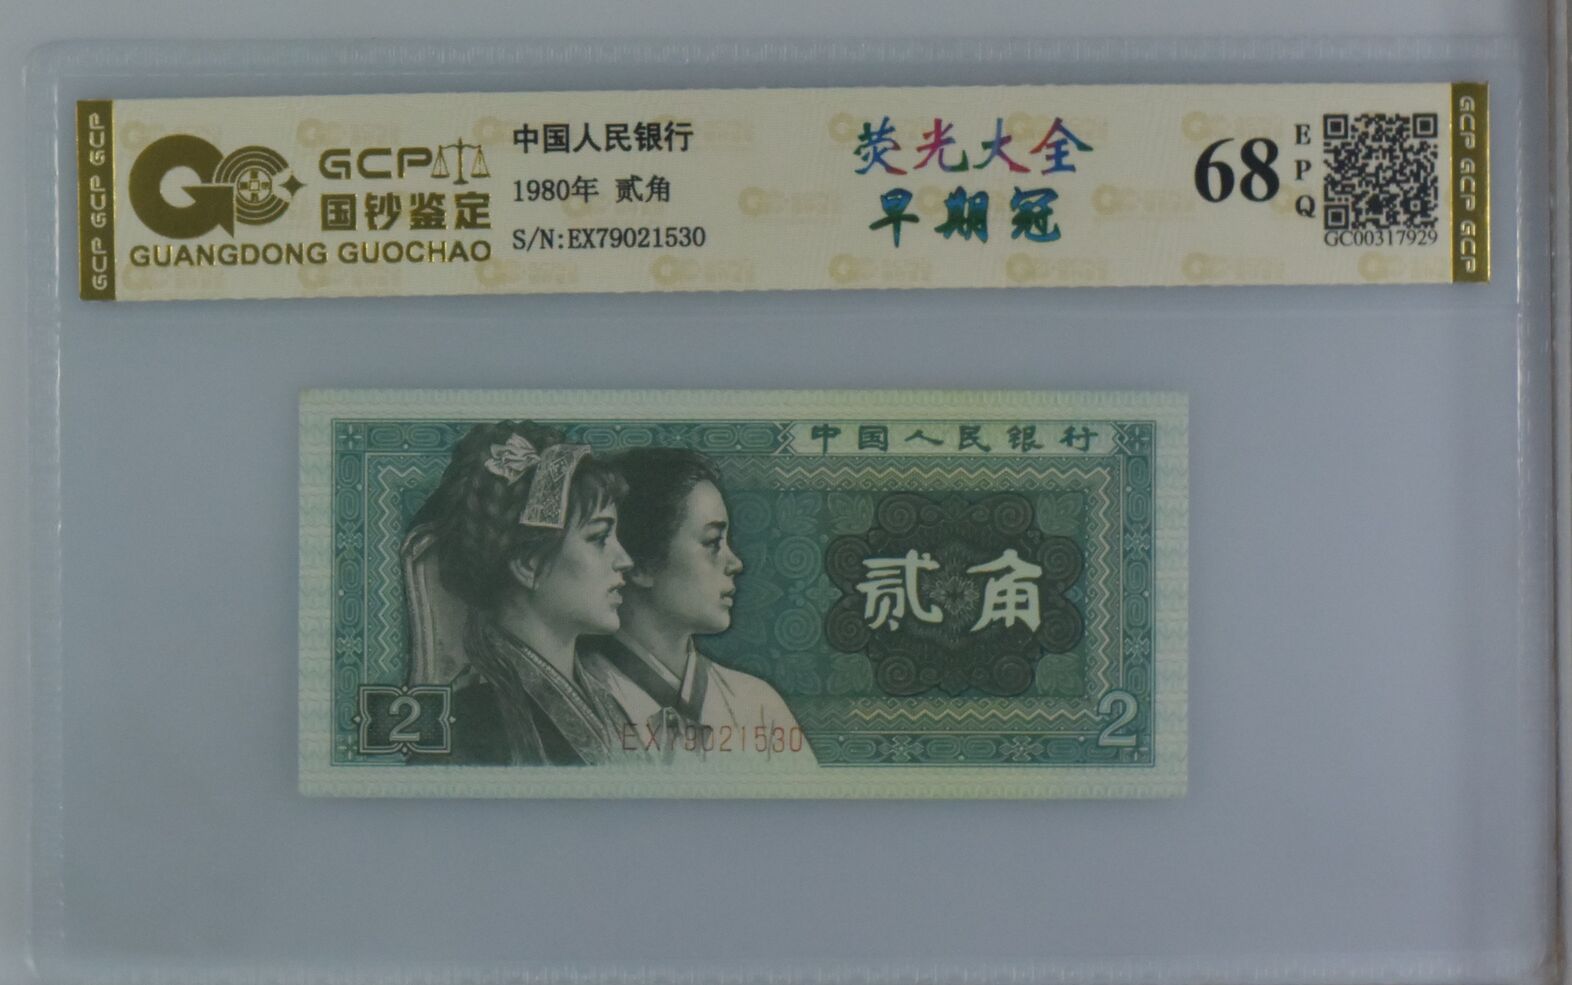 GCP
国钞鉴定
GUANGDONG GUOCHAO
中国人民银行
1980年 贰角
S/N:EX79021530
荧光大全
早期冠
68
EPQ
GC00317929
GCP GCP GCP
GCP GCP GCP
中国人民银行
贰角
2
2
EX79021530